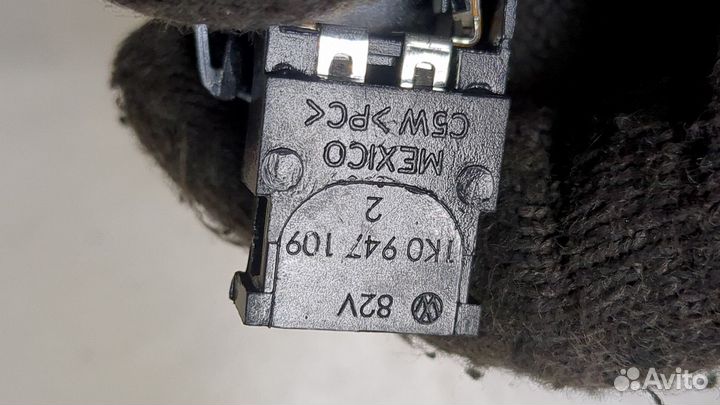 82V
1K0 947 109
2
MEXICO
C5W >PC<
Avito